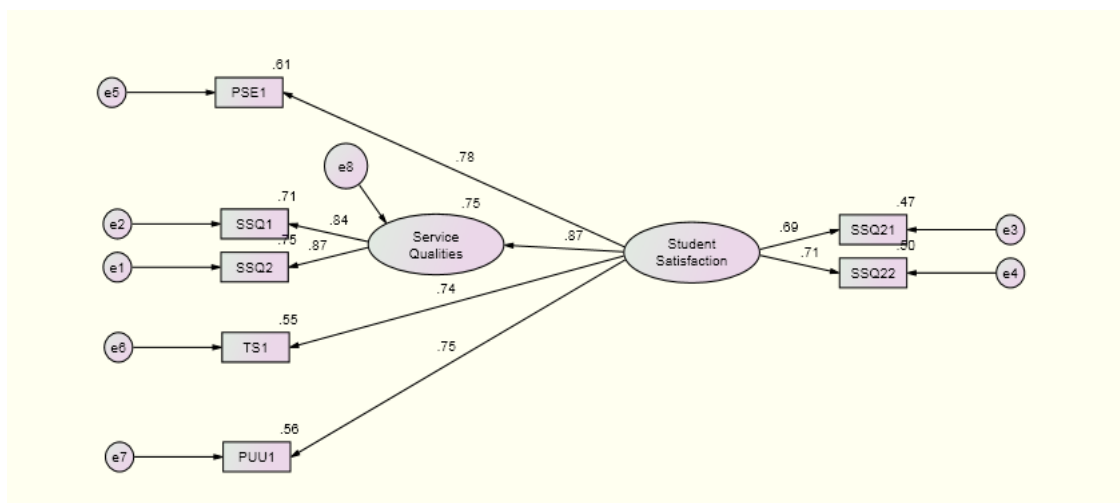 .61
e5
PSE1
.78
e8
.71
.75
.84
e2
SSQ1
.75
.87
e1
SSQ2
Service
Qualities
.87
Student
Satisfaction
.69
.47
SSQ21
e3
.71
.50
SSQ22
e4
.74
.55
e6
TS1
.75
.56
e7
PUU1